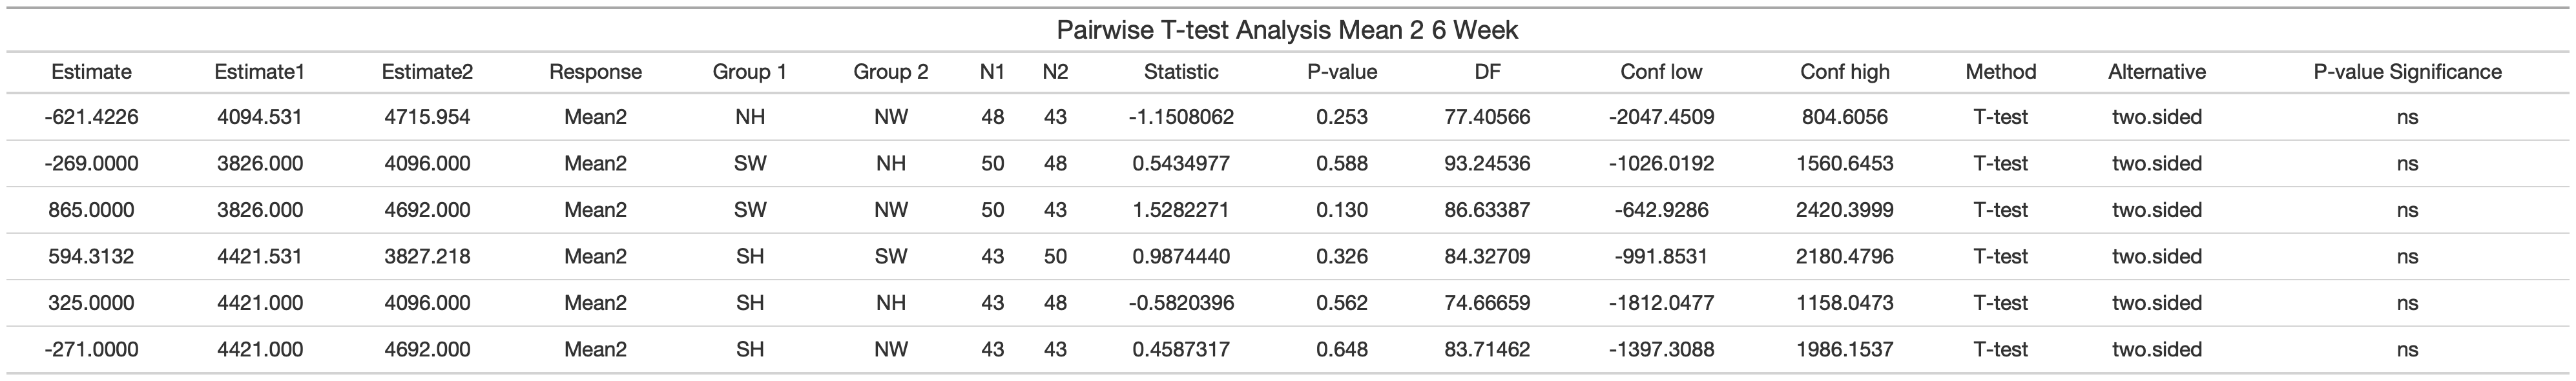 Pairwise T-test Analysis Mean 2 6 Week
Estimate Estimate1 Estimate2 Response Group 1 Group 2 N1 N2 Statistic P-value DF Conf low Conf high Method Alternative P-value Significance
-621.4226 4094.531 4715.954 Mean2 NH NW 48 43 -1.1508062 0.253 77.40566 -2047.4509 804.6056 T-test two.sided ns
-269.0000 3826.000 4096.000 Mean2 SW NH 50 48 0.5434977 0.588 93.24536 -1026.0192 1560.6453 T-test two.sided ns
865.0000 3826.000 4692.000 Mean2 SW NW 50 43 1.5282271 0.130 86.63387 -642.9286 2420.3999 T-test two.sided ns
594.3132 4421.531 3827.218 Mean2 SH SW 43 50 0.9874440 0.326 84.32709 -991.8531 2180.4796 T-test two.sided ns
325.0000 4421.000 4096.000 Mean2 SH NH 43 48 -0.5820396 0.562 74.66659 -1812.0477 1158.0473 T-test two.sided ns
-271.0000 4421.000 4692.000 Mean2 SH NW 43 43 0.4587317 0.648 83.71462 -1397.3088 1986.1537 T-test two.sided ns